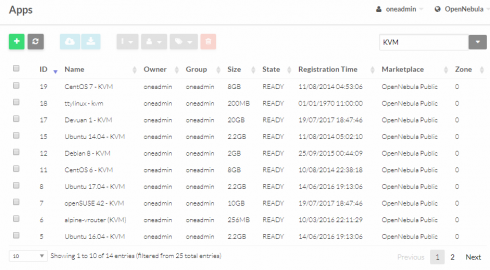 Apps oneadmin OpenNebula
KVM
ID Name Owner Group Size State Registration Time Marketplace Zone
19 CentOS 7 - KVM oneadmin oneadmin 8GB READY 11/08/2014 04:53:06 OpenNebula Public 0
18 ttylinux - kvm oneadmin oneadmin 200MB READY 01/01/1970 11:00:00 OpenNebula Public 0
17 Devuan 1 - KVM oneadmin oneadmin 20GB READY 19/07/2017 18:47:46 OpenNebula Public 0
15 Ubuntu 14.04 - KVM oneadmin oneadmin 2.2GB READY 11/08/2014 05:02:10 OpenNebula Public 0
12 Debian 8 - KVM oneadmin oneadmin 2GB READY 25/09/2015 00:44:09 OpenNebula Public 0
11 CentOS 6 - KVM oneadmin oneadmin 8GB READY 10/08/2014 22:38:18 OpenNebula Public 0
8 Ubuntu 17.04 - KVM oneadmin oneadmin 2.2GB READY 14/06/2016 19:13:06 OpenNebula Public 0
7 openSUSE 42 - KVM oneadmin oneadmin 10GB READY 19/07/2017 18:47:46 OpenNebula Public 0
6 alpine-vrouter (KVM) oneadmin oneadmin 256MB READY 10/03/2016 22:11:29 OpenNebula Public 0
5 Ubuntu 16.04 - KVM oneadmin oneadmin 2.2GB READY 14/06/2016 19:13:06 OpenNebula Public 0
10 Showing 1 to 10 of 14 entries (filtered from 25 total entries) Previous 1 2 Next